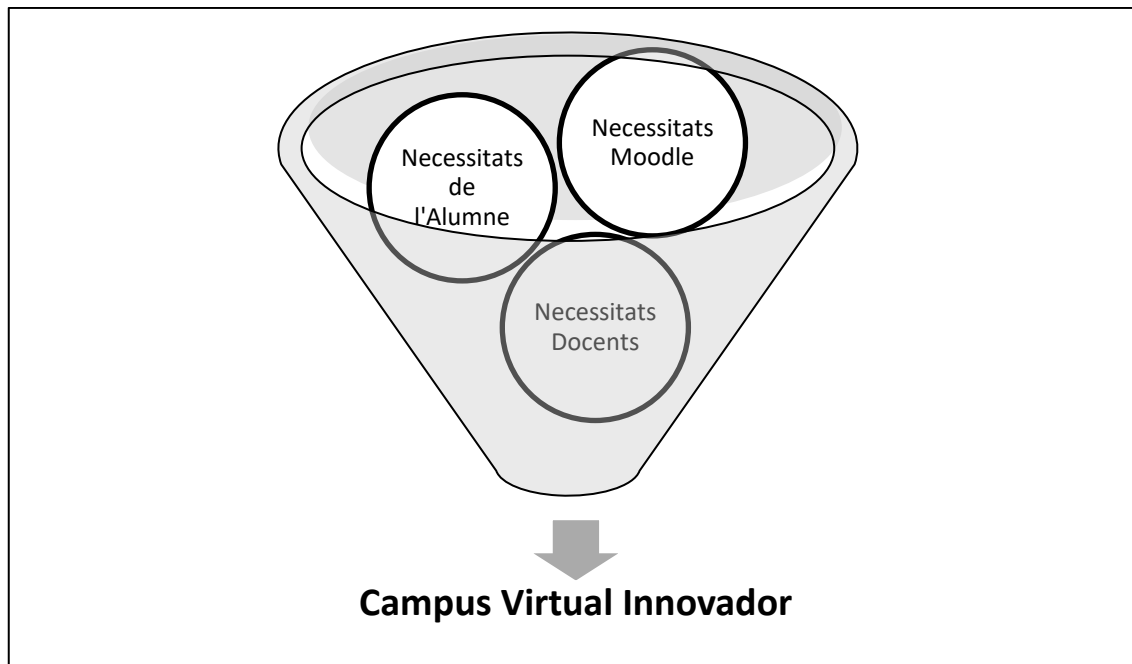 Necessitats
Moodle
Necessitats
de
l'Alumne
Necessitats
Docents
Campus Virtual Innovador